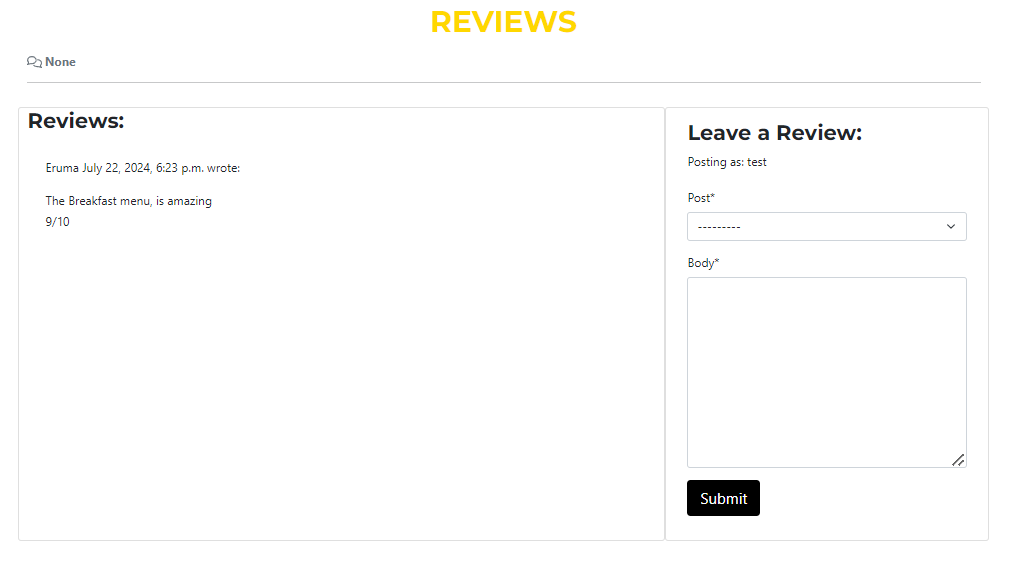 REVIEWS
None
Reviews:
Eruma July 22, 2024, 6:23 p.m. wrote:
The Breakfast menu, is amazing
9/10
Leave a Review:
Posting as: test
Post*
---------
Body*
Submit